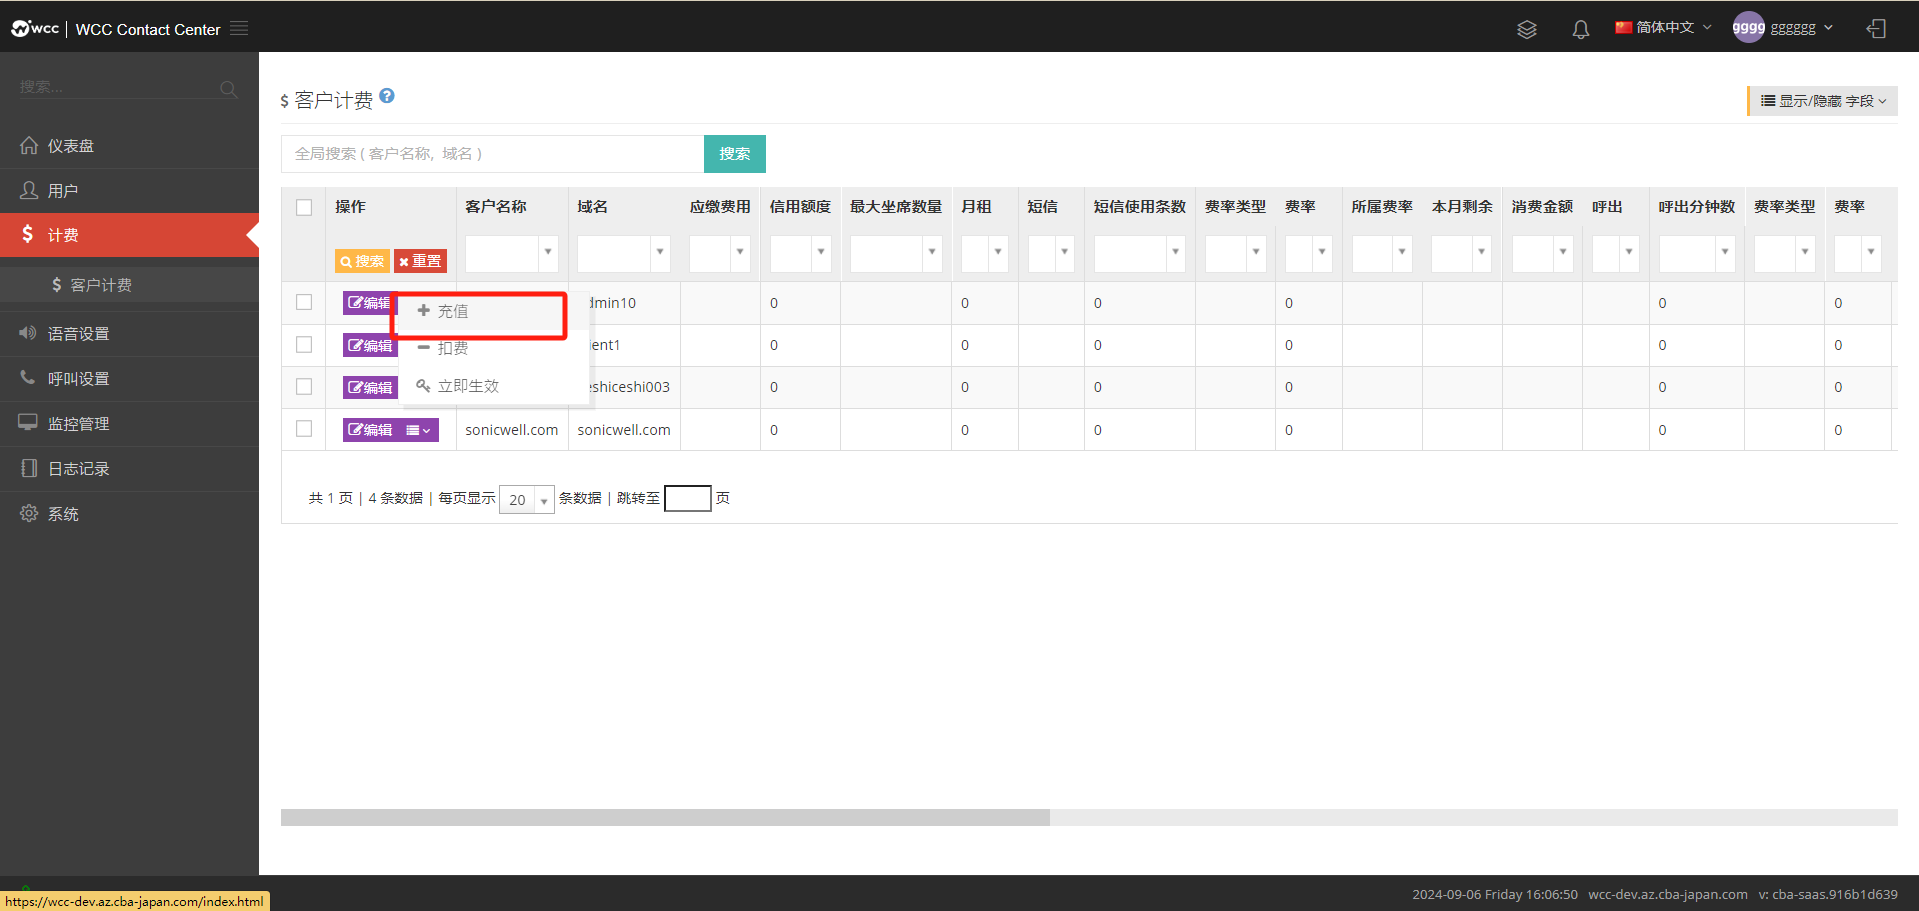 wcc | WCC Contact Center
简体中文
gggg gggggg
搜索...
仪表盘
用户
$ 计费
$ 客户计费
语音设置
呼叫设置
监控管理
日志记录
系统
$ 客户计费 ?
显示/隐藏 字段
全局搜索 ( 客户名称, 域名 ) 搜索
操作 客户名称 域名 应缴费用 信用额度 最大坐席数量 月租 短信 短信使用条数 费率类型 费率 所属费率 本月剩余 消费金额 呼出 呼出分钟数 费率类型 费率
搜索 重置
编辑 dmin10 0 0 0 0 0 0
充值
编辑 ent1 0 0 0 0 0 0
扣费
编辑 eshiceshi003 0 0 0 0 0 0
立即生效
编辑 sonicwell.com sonicwell.com 0 0 0 0 0 0
共 1 页 | 4 条数据 | 每页显示 20 条数据 | 跳转至 页
https://wcc-dev.az.cba-japan.com/index.html
2024-09-06 Friday 16:06:50 wcc-dev.az.cba-japan.com v: cba-saas.916b1d639